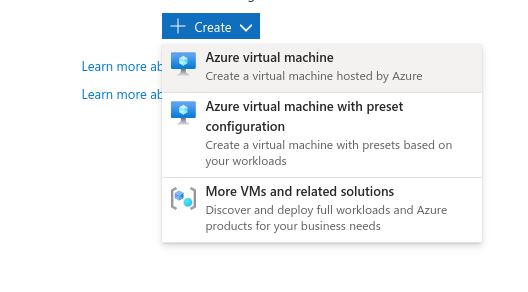 Create
Azure virtual machine
Learn more ab
Create a virtual machine hosted by Azure
Learn more ab
Azure virtual machine with preset
configuration
Create a virtual machine with presets based on
your workloads
More VMs and related solutions
Discover and deploy full workloads and Azure
products for your business needs